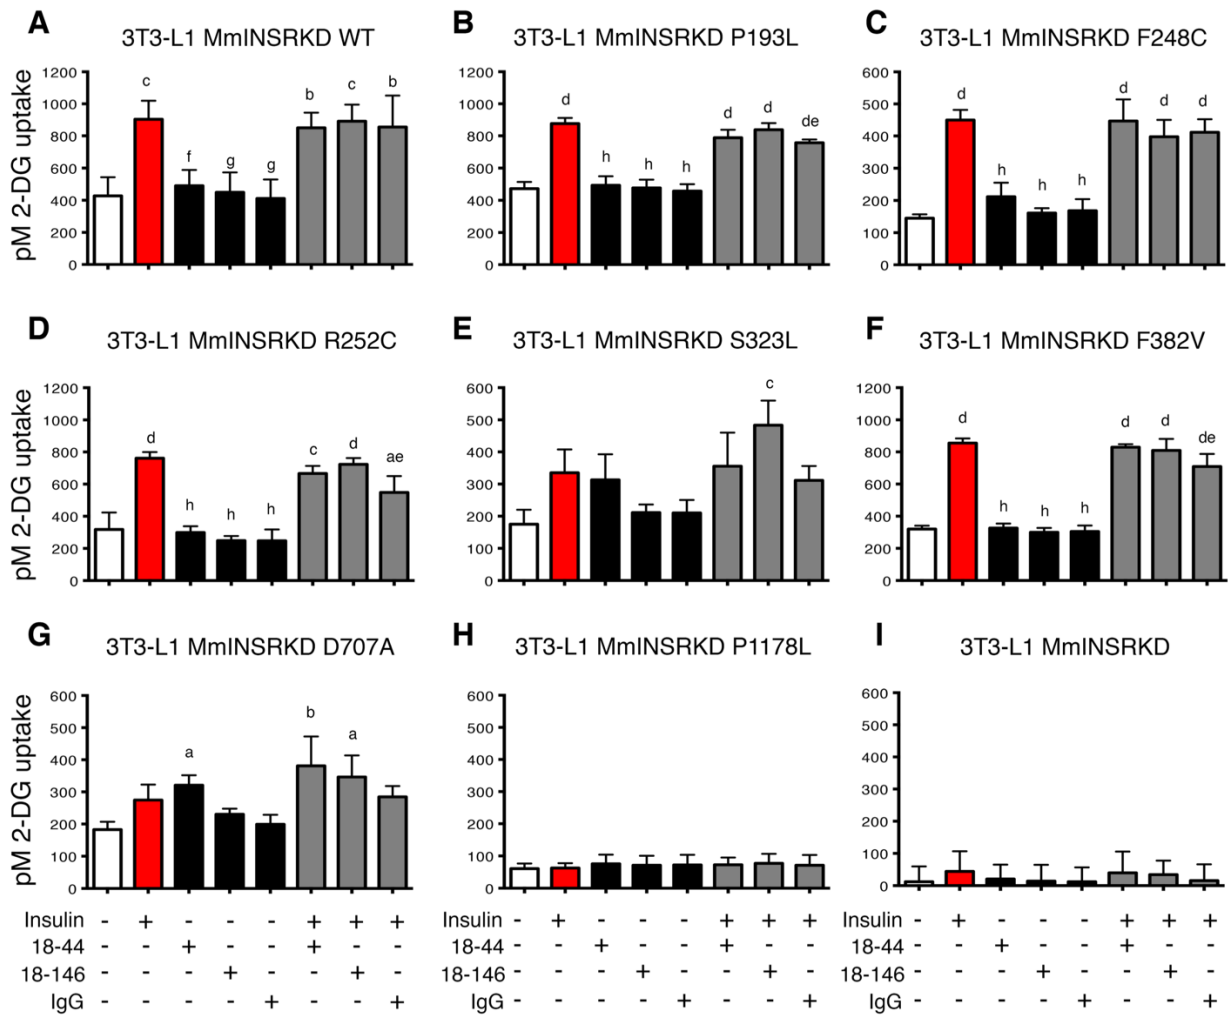 A 3T3-L1 MmINSRKD WT
B 3T3-L1 MmINSRKD P193L
C 3T3-L1 MmINSRKD F248C
pM 2-DG uptake
1200
1000
800
600
400
200
0
c
f
g
g
b
c
b
1200
1000
800
600
400
200
0
d
h
h
h
d
d
de
600
500
400
300
200
100
0
d
h
h
h
d
d
d
D 3T3-L1 MmINSRKD R252C
E 3T3-L1 MmINSRKD S323L
F 3T3-L1 MmINSRKD F382V
pM 2-DG uptake
1200
1000
800
600
400
200
0
d
h
h
h
c
d
ae
600
500
400
300
200
100
0
c
1200
1000
800
600
400
200
0
d
h
h
h
d
d
de
G 3T3-L1 MmINSRKD D707A
H 3T3-L1 MmINSRKD P1178L
I 3T3-L1 MmINSRKD
pM 2-DG uptake
600
500
400
300
200
100
0
a
b
a
600
500
400
300
200
100
0
600
500
400
300
200
100
0
Insulin - + - - - + + +
18-44 - - + - - + - -
18-146 - - - + - - + -
IgG - - - - + - - +
Insulin - + - - - + + +
18-44 - - + - - + - -
18-146 - - - + - - + -
IgG - - - - + - - +
Insulin - + - - - + + +
18-44 - - + - - + - -
18-146 - - - + - - + -
IgG - - - - + - - +